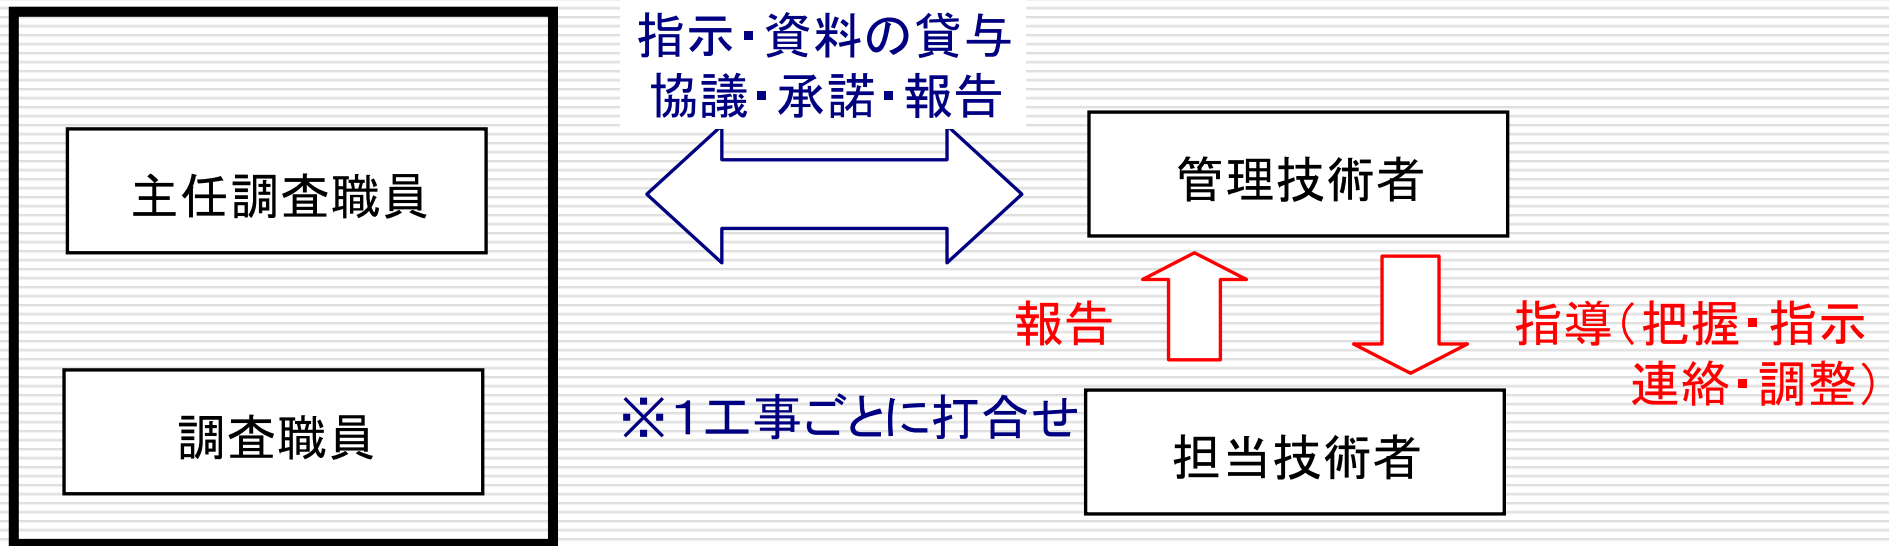 指示・資料の貸与
協議・承諾・報告
主任調査職員
管理技術者
報告
指導(把握・指示
連絡・調整)
調査職員
※1工事ごとに打合せ
担当技術者